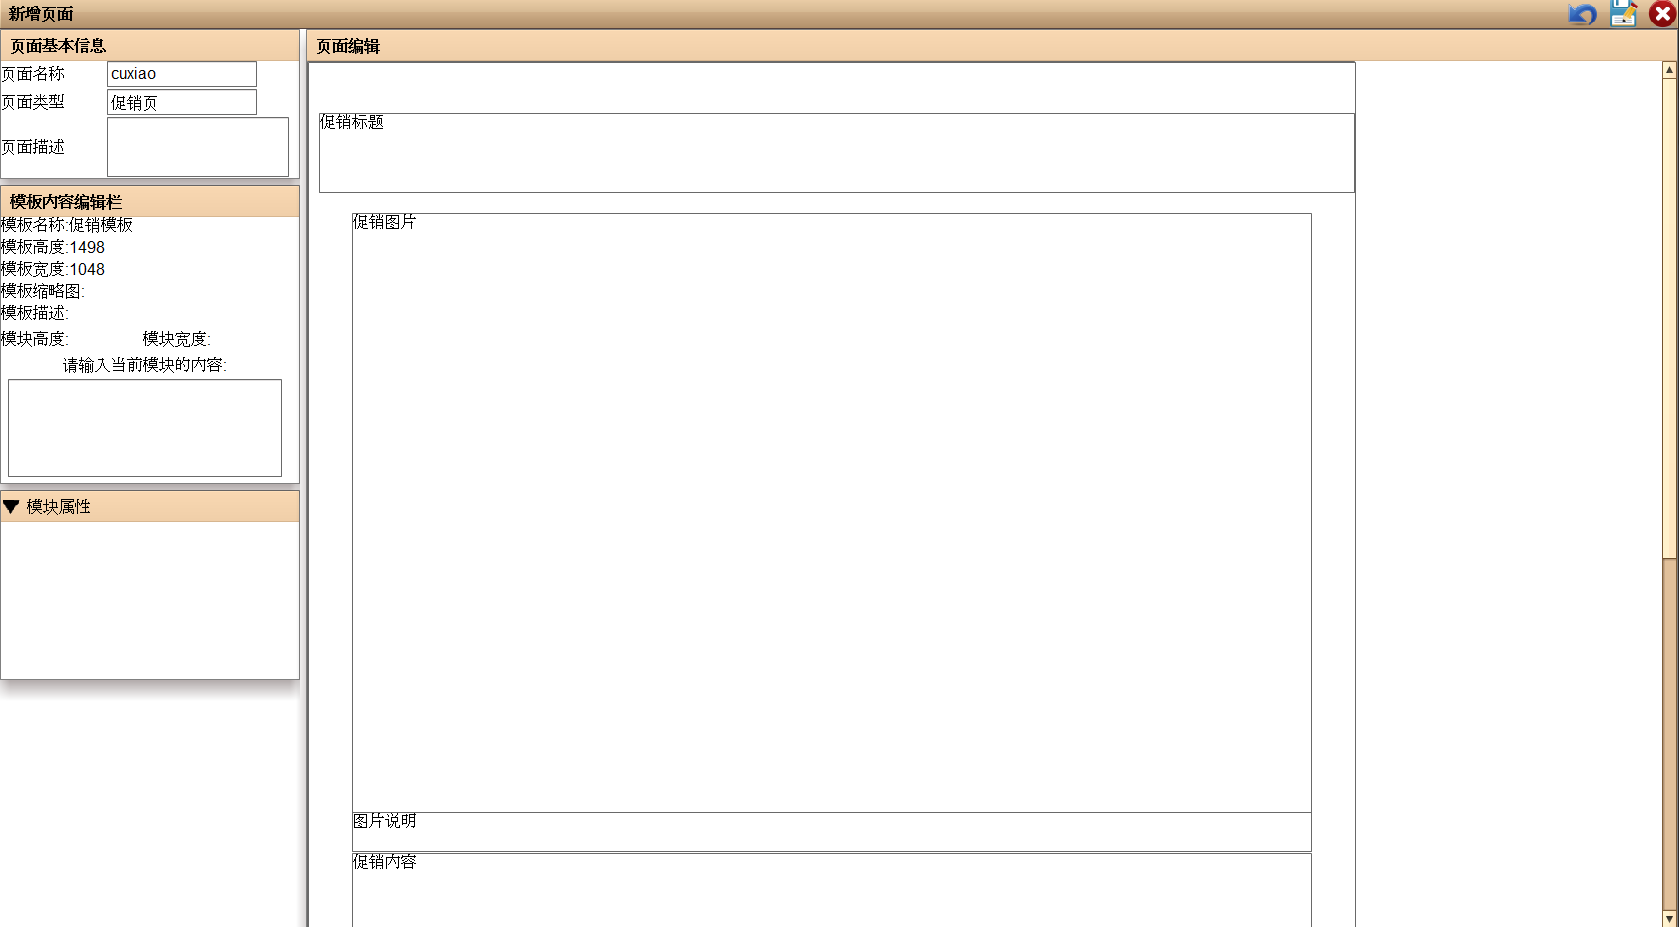 新增页面
页面基本信息
页面名称 cuxiao
页面类型 促销页
页面描述
模板内容编辑栏
模板名称:促销模板
模板高度:1498
模板宽度:1048
模板缩略图:
模板描述:
模块高度: 模块宽度:
请输入当前模块的内容:
模块属性
页面编辑
促销标题
促销图片
图片说明
促销内容